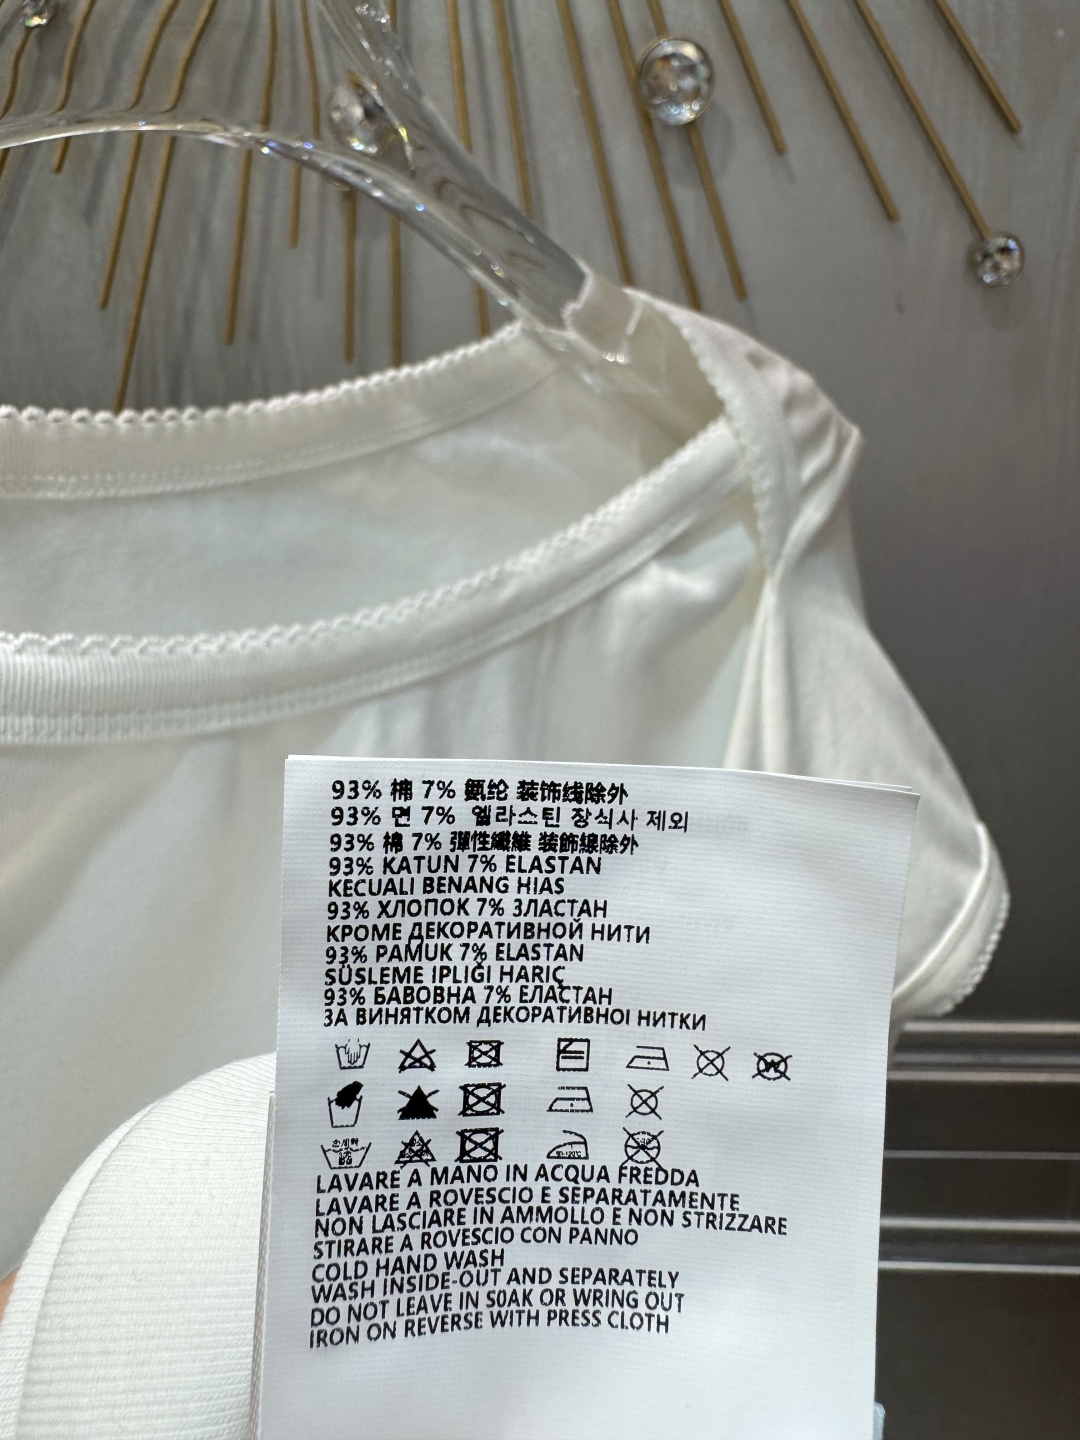 93% 棉 7% 氨纶 装饰线除外
93% 면 7% 엘라스틴 장식사 제외
93% 棉 7% 彈性纖維 装飾線除外
93% KATUN 7% ELASTAN
KECUALI BENANG HIAS
93% ХЛОПОК 7% ЗЛАСТАН
КРОМЕ ДЕКОРАТИВНОЙ НИТИ
93% PAMUK 7% ELASTAN
SÜSLEME IPLIĞI HARIÇ
93% БАВОВНА 7% ЕЛАСТАН
ЗА ВИНЯТКОМ ДЕКОРАТИВНОІ НИТКИ
W
LAVARE A MANO IN ACQUA FREDDA
LAVARE A ROVESCIO E SEPARATAMENTE
NON LASCIARE IN AMMOLLO E NON STRIZZARE
STIRARE A ROVESCIO CON PANNO
COLD HAND WASH
WASH INSIDE-OUT AND SEPARATELY
DO NOT LEAVE IN SOAK OR WRING OUT
IRON ON REVERSE WITH PRESS CLOTH